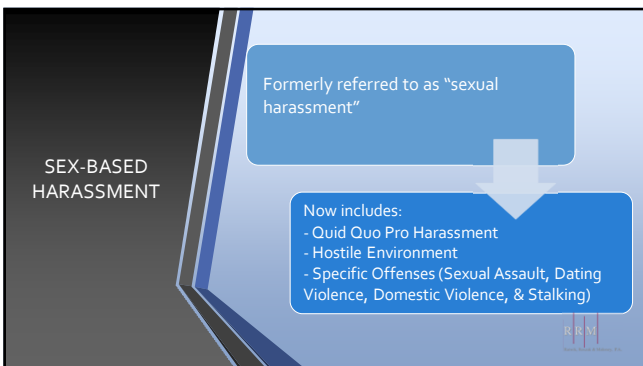 SEX-BASED
HARASSMENT
Formerly referred to as “sexual
harassment”
Now includes:
- Quid Quo Pro Harassment
- Hostile Environment
- Specific Offenses (Sexual Assault, Dating
Violence, Domestic Violence, & Stalking)
R R M